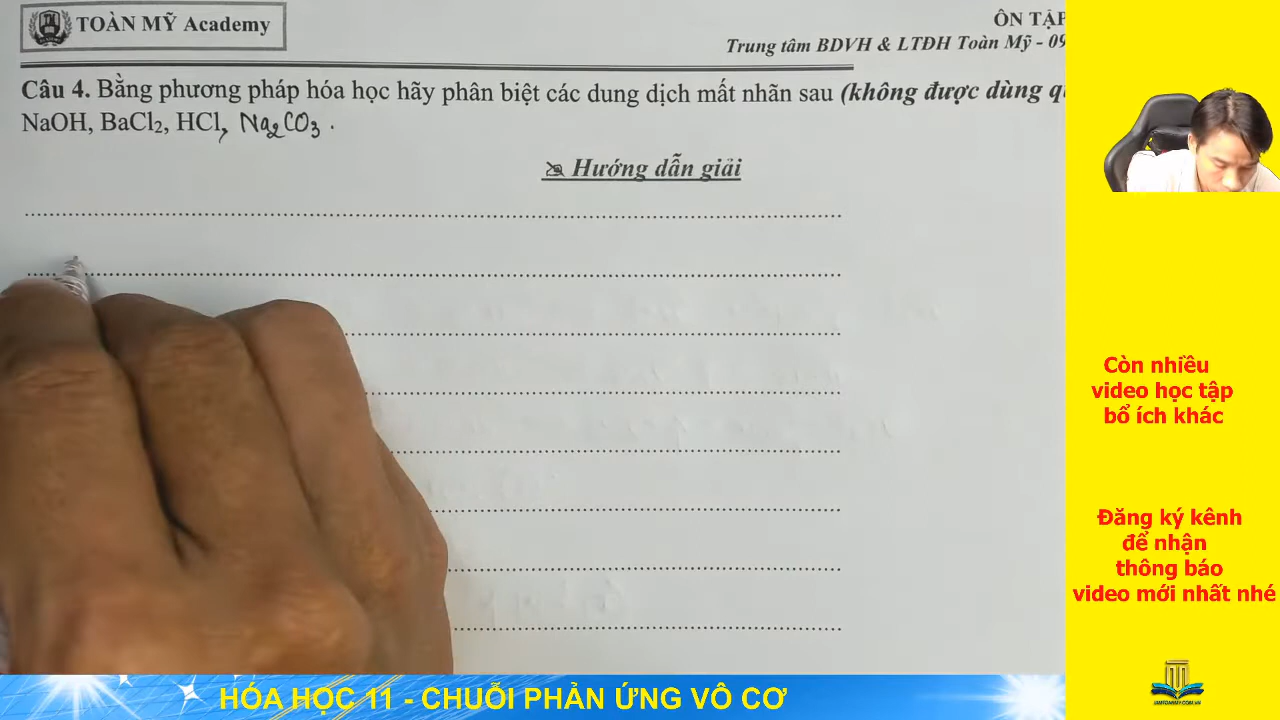 TOÀN MỸ Academy
ÔN TẬP
Trung tâm BDVH & LTĐH Toàn Mỹ - 09
Câu 4. Bằng phương pháp hóa học hãy phân biệt các dung dịch mất nhãn sau (không được dùng
NaOH, BaCl₂, HCl, Na₂CO₃.
Hướng dẫn giải
Còn nhiều
video học tập
bổ ích khác
Đăng ký kênh
để nhận
thông báo
video mới nhất nhé
HÓA HỌC 11 - CHUỖI PHẢN ỨNG VÔ CƠ